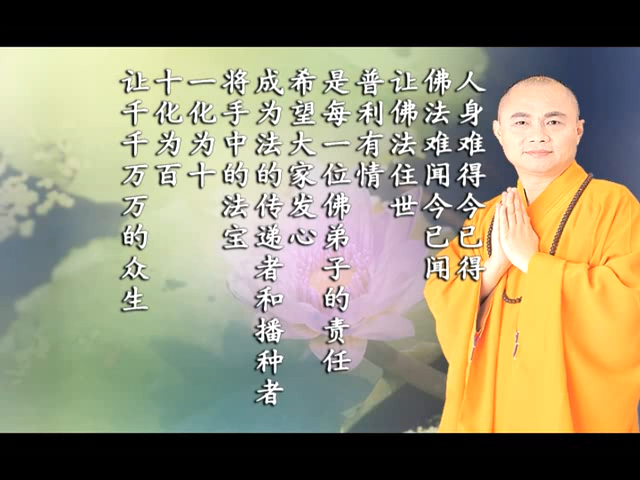 人身难得今已得
佛法难闻今已闻
让佛法住世
普利有情
是每一位佛弟子的责任
希望大家发心
成为法的传递者和播种者
将手中的法宝
一化为十
十化为百
让千千万万的众生